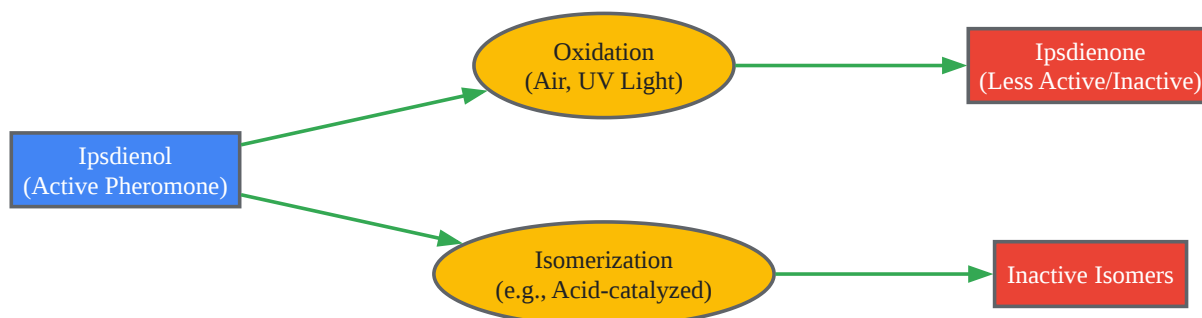 Oxidation
(Air, UV Light)
Ipsdienone
(Less Active/Inactive)
Ipsdienol
(Active Pheromone)
Isomerization
(e.g., Acid-catalyzed)
Inactive Isomers